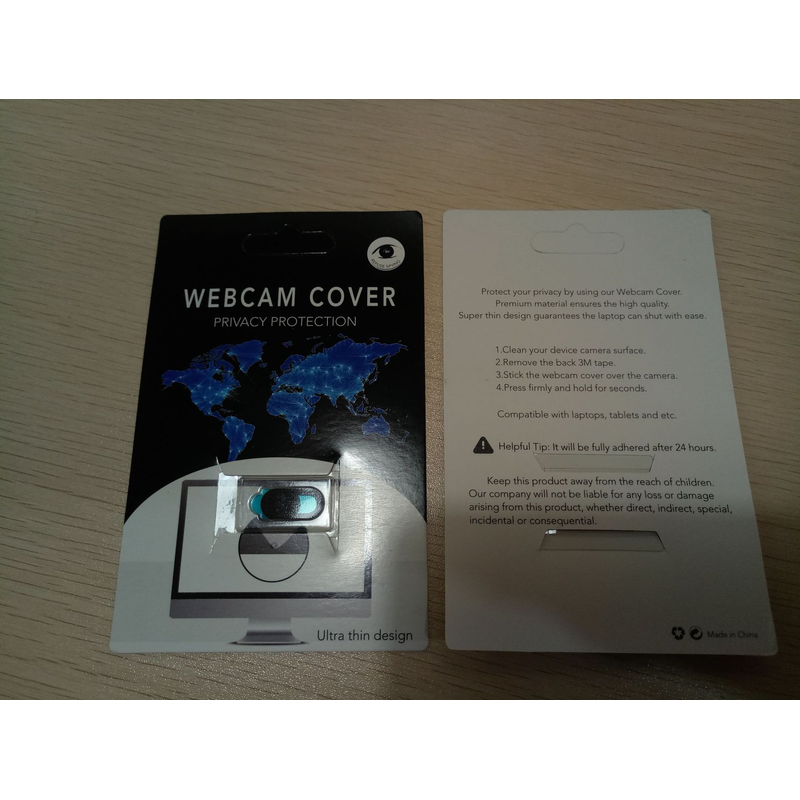 WEBCAM COVER
PRIVACY PROTECTION
Ultra thin design
Protect your privacy by using our Webcam Cover.
Premium material ensures the high quality.
Super thin design guarantees the laptop can shut with ease.
1.Clean your device camera surface.
2.Remove the back 3M tape.
3.Stick the webcam cover over the camera.
4.Press firmly and hold for seconds.
Compatible with laptops, tablets and etc.
Helpful Tip: It will be fully adhered after 24 hours.
Keep this product away from the reach of children.
Our company will not be liable for any loss or damage
arising from this product, whether direct, indirect, special,
incidental or consequential.
Made in China